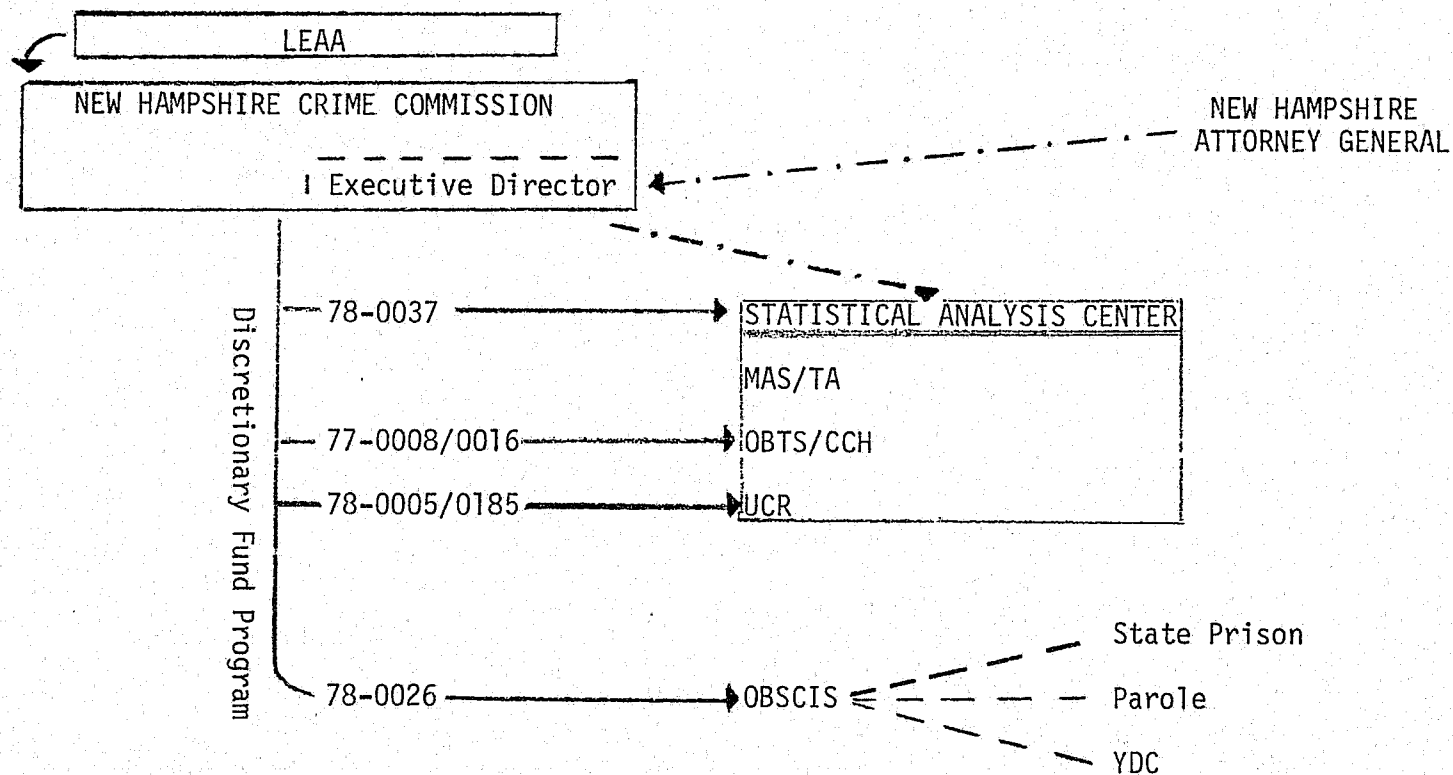 LEAA
NEW HAMPSHIRE CRIME COMMISSION
Executive Director
NEW HAMPSHIRE
ATTORNEY GENERAL
Discretionary Fund Program
78-0037
STATISTICAL ANALYSIS CENTER
MAS/TA
77-0008/0016
OBTS/CCH
78-0005/0185
UCR
78-0026
OBSCIS
State Prison
Parole
YDC